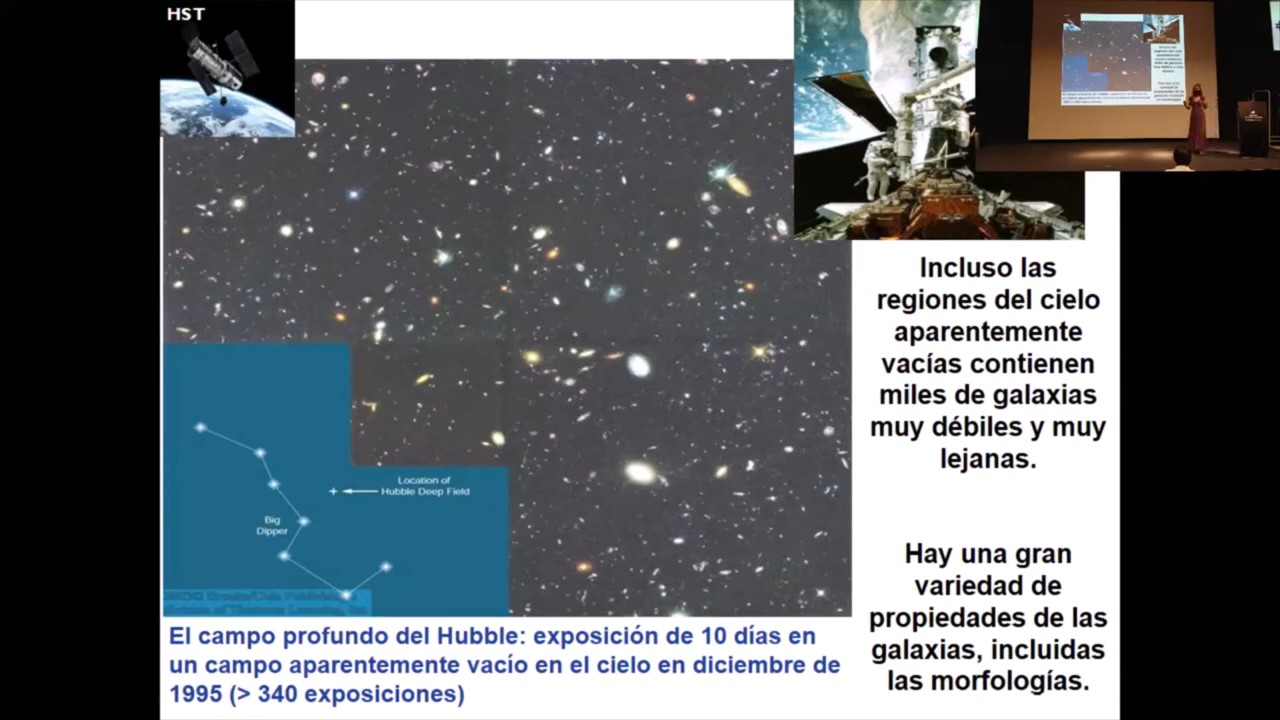 HST
Incluso las
regiones del cielo
aparentemente
vacías contienen
miles de galaxias
muy débiles y muy
lejanas.
Hay una gran
variedad de
propiedades de las
galaxias, incluidas
las morfologías.
Location of
Hubble Deep Field
Big
Dipper
El campo profundo del Hubble: exposición de 10 días en
un campo aparentemente vacío en el cielo en diciembre de
1995 (> 340 exposiciones)